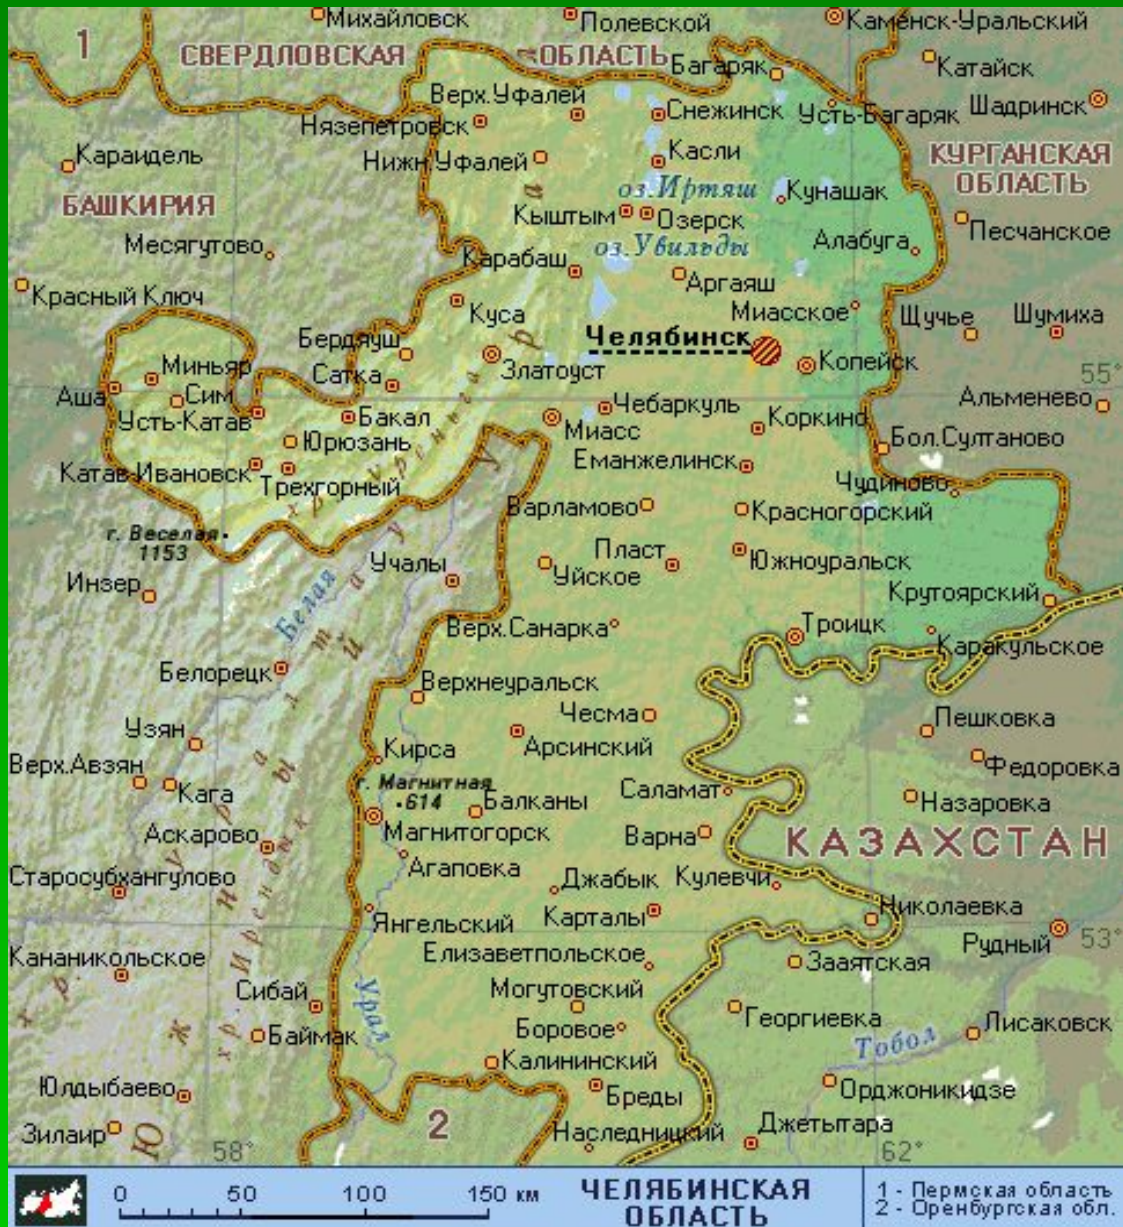 Михайловск
Полевской
Каменск-Уральский
1
СВЕРДЛОВСКАЯ
ОБЛАСТЬ
Багаряк
Катайск
Верх.Уфалей
Снежинск
Усть-Багаряк
Шадринск
Нязепетровск
Караидель
Нижн.Уфалей
Касли
КУРГАНСКАЯ
ОБЛАСТЬ
оз.Иртяш
Кунашак
БАШКИРИЯ
Кыштым
Озерск
Песчанское
Месягутово
оз.Увильды
Алабуга
Карабаш
Аргаяш
Красный Ключ
Куса
Миасское
Щучье
Шумиха
Бердяуш
Челябинск
Миньяр
Сатка
Златоуст
Копейск
55°
Аша
Сим
Усть-Катав
Бакал
Чебаркуль
Альменево
Миасс
Коркино
Юрюзань
Бол.Султаново
Катав-Ивановск
Трехгорный
Еманжелинск
Чудиново
хр. Уреньга
Варламово
Красногорский
г. Веселая
1153
Учалы
Пласт
Южноуральск
Инзер
Уйское
Крутоярский
Белая
Верх.Санарка
Троицк
Каракульское
Белорецк
Верхнеуральск
Чесма
Пешковка
Узян
Кирса
Арсинский
Федоровка
Верх.Авзян
Кага
г. Магнитная
614
Балканы
Саламат
Назаровка
Аскарово
Магнитогорск
Варна
КАЗАХСТАН
Агаповка
Старосубхангулово
Джабык
Кулевчи
хр. Ирендык
Янгельский
Карталы
Николаевка
Рудный
53°
Кананикольское
Елизаветпольское
Зааятская
Сибай
Урал
Могутовский
Георгиевка
Баймак
Боровое
Тобол
Лисаковск
Калининский
Юлдыбаево
Бреды
Орджоникидзе
Зилаир
2
Наследницкий
Джетыгара
58°
62°
0 50 100 150 км
ЧЕЛЯБИНСКАЯ
ОБЛАСТЬ
1 - Пермская область
2 - Оренбургская обл.